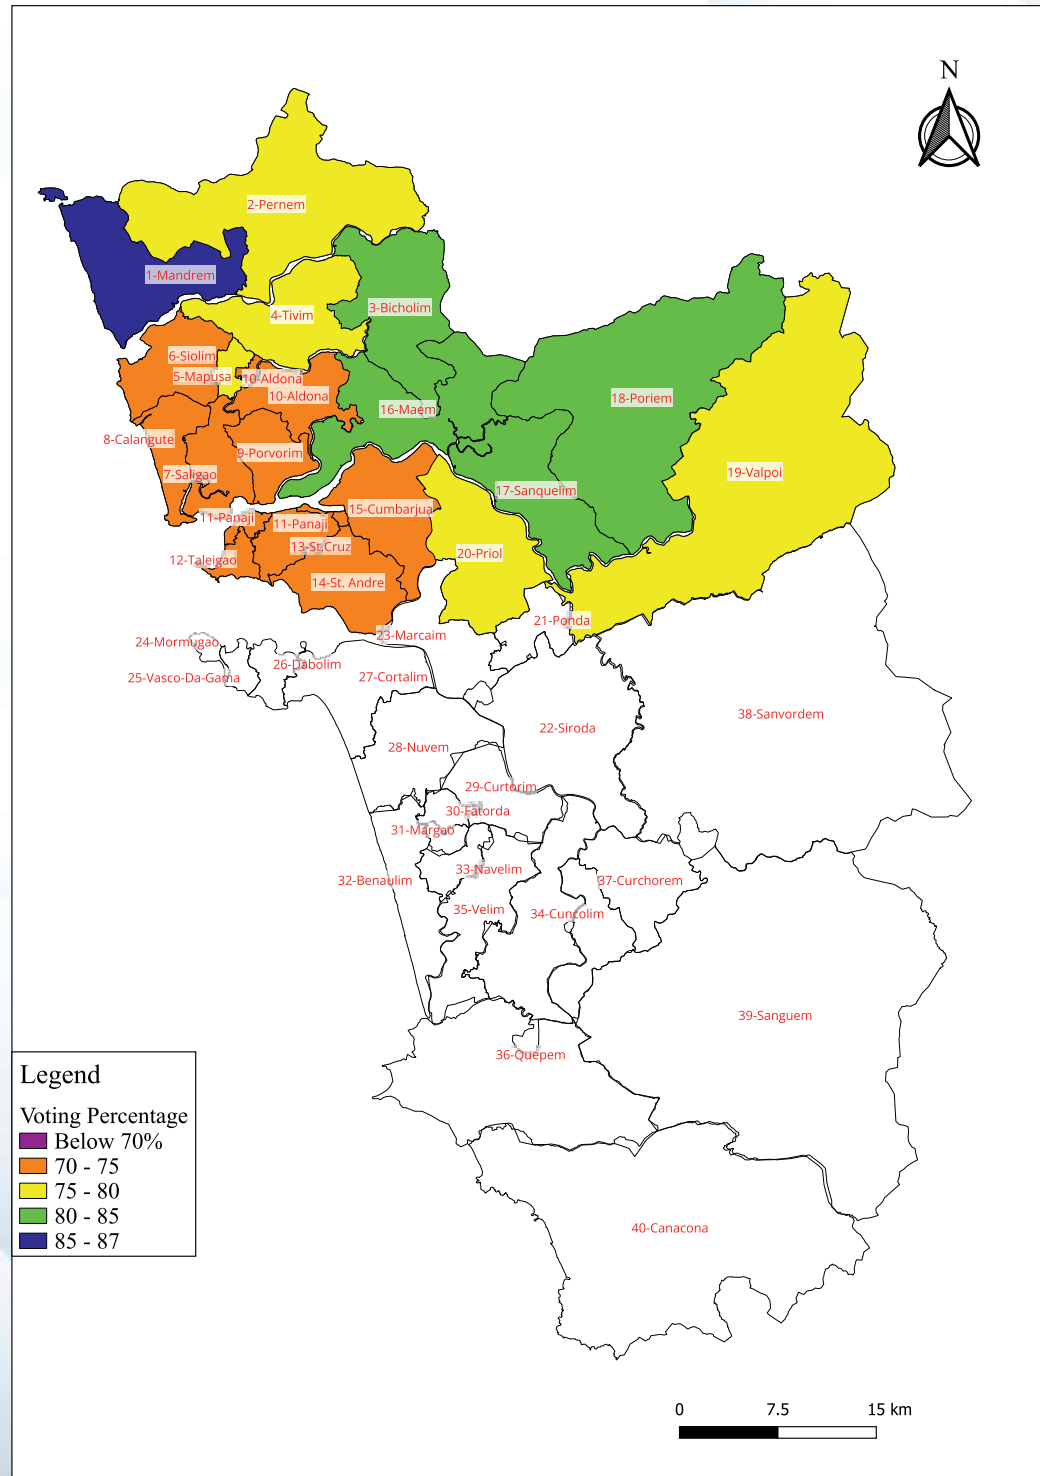 N
2-Pernem
1-Mandrem
3-Bicholim
4-Tivim
6-Siolim
5-Mapusa
10-Aldona
10-Aldona
18-Poriem
16-Maem
8-Calangute
9-Porvorim
7-Saligao
19-Valpoi
17-Sanquelim
15-Cumbarjua
11-Panaji
11-Panaji
13-St.Cruz
20-Priol
12-Taleigao
14-St. Andre
21-Ponda
23-Marcaim
24-Mormugao
26-Dabolim
25-Vasco-Da-Gama
27-Cortalim
38-Sanvordem
22-Siroda
28-Nuvem
29-Curtorim
30-Fatorda
31-Margao
33-Navelim
32-Benaulim
37-Curchorem
35-Velim
34-Cuncolim
39-Sanguem
36-Quepem
Legend
Voting Percentage
Below 70%
70 - 75
75 - 80
80 - 85
85 - 87
40-Canacona
0 7.5 15 km